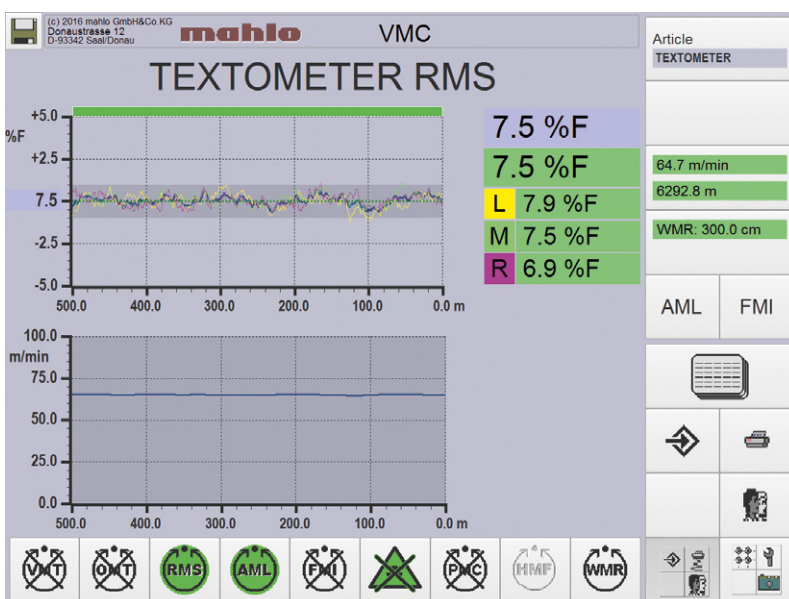 (c) 2016 mahlo GmbH&Co.KG
Donaustrasse 12
D-93342 Saal/Donau
mahlo
VMC
TEXTOMETER RMS
Article
TEXTOMETER
64.7 m/min
6292.8 m
WMR: 300.0 cm
AML FMI
%F
+5.0
+2.5
7.5
-2.5
-5.0
500.0 400.0 300.0 200.0 100.0 0.0 m
7.5 %F
7.5 %F
L 7.9 %F
M 7.5 %F
R 6.9 %F
100.0
m/min
75.0
50.0
25.0
0.0
500.0 400.0 300.0 200.0 100.0 0.0 m
VMT OMT RMS AML FMI PMC HMF WMR